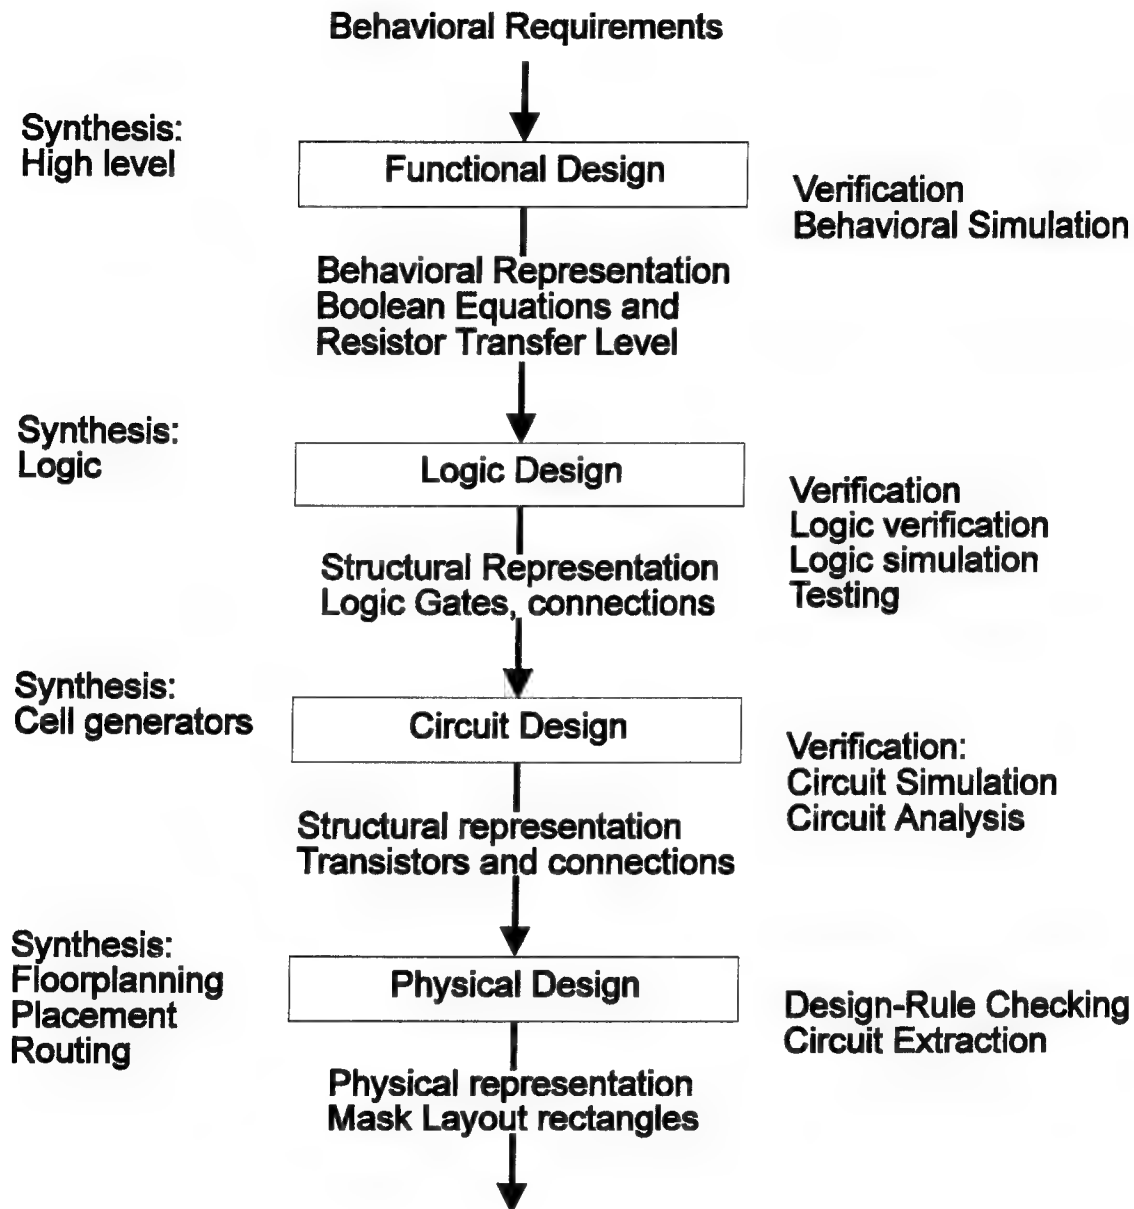 Behavioral Requirements
Synthesis:
High level
Functional Design
Verification
Behavioral Simulation
Behavioral Representation
Boolean Equations and
Resistor Transfer Level
Synthesis:
Logic
Logic Design
Verification
Logic verification
Logic simulation
Testing
Structural Representation
Logic Gates, connections
Synthesis:
Cell generators
Circuit Design
Verification:
Circuit Simulation
Circuit Analysis
Structural representation
Transistors and connections
Synthesis:
Floorplanning
Placement
Routing
Physical Design
Design-Rule Checking
Circuit Extraction
Physical representation
Mask Layout rectangles